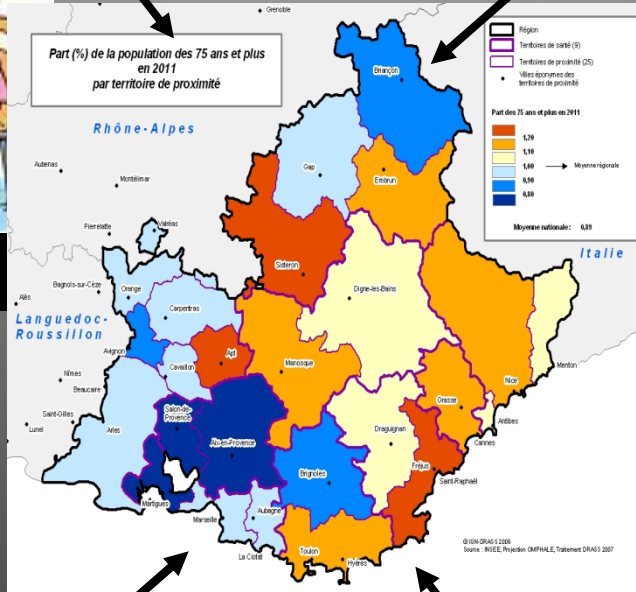 Grenoble
Part (%) de la population des 75 ans et plus
en 2011
par territoire de proximité
Région
Territoires de santé (9)
Territoires de proximité (25)
Villes éponymes des
territoires de proximité
Part des 75 ans et plus en 2011
1,20
1,10
1,00
Moyenne régionale
0,90
0,80
Moyenne nationale : 0,89
Rhône-Alpes
Briançon
Aubenas
Montélimar
Gap
Embrun
Pierrelatte
Valréas
Italie
Sisteron
Bagnols-sur-Cèze
Orange
Digne-les-Bains
Alès
Carpentras
Languedoc-
Roussillon
Avignon
Apt
Cavaillon
Manosque
Menton
Nîmes
Beaucaire
Nice
Grasse
Saint-Gilles
Salon-de-
Provence
Antibes
Lunel
Arles
Aix-en-Provence
Draguignan
Cannes
Fréjus
Brignoles
Saint-Raphaël
Martigues
Marseille
Aubagne
La Ciotat
Toulon
Hyères
©IGN-DRASS 2009
Source : INSEE, Projection OMPHALE, Traitement DRASS 2007